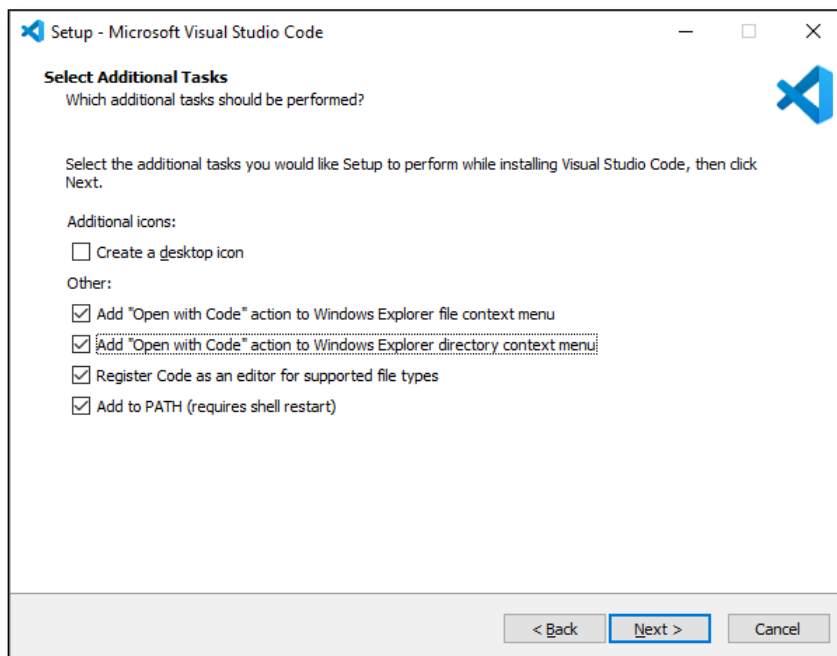 Setup - Microsoft Visual Studio Code
Select Additional Tasks
Which additional tasks should be performed?
Select the additional tasks you would like Setup to perform while installing Visual Studio Code, then click
Next.
Additional icons:
Create a desktop icon
Other:
Add "Open with Code" action to Windows Explorer file context menu
Add "Open with Code" action to Windows Explorer directory context menu
Register Code as an editor for supported file types
Add to PATH (requires shell restart)
< Back Next > Cancel